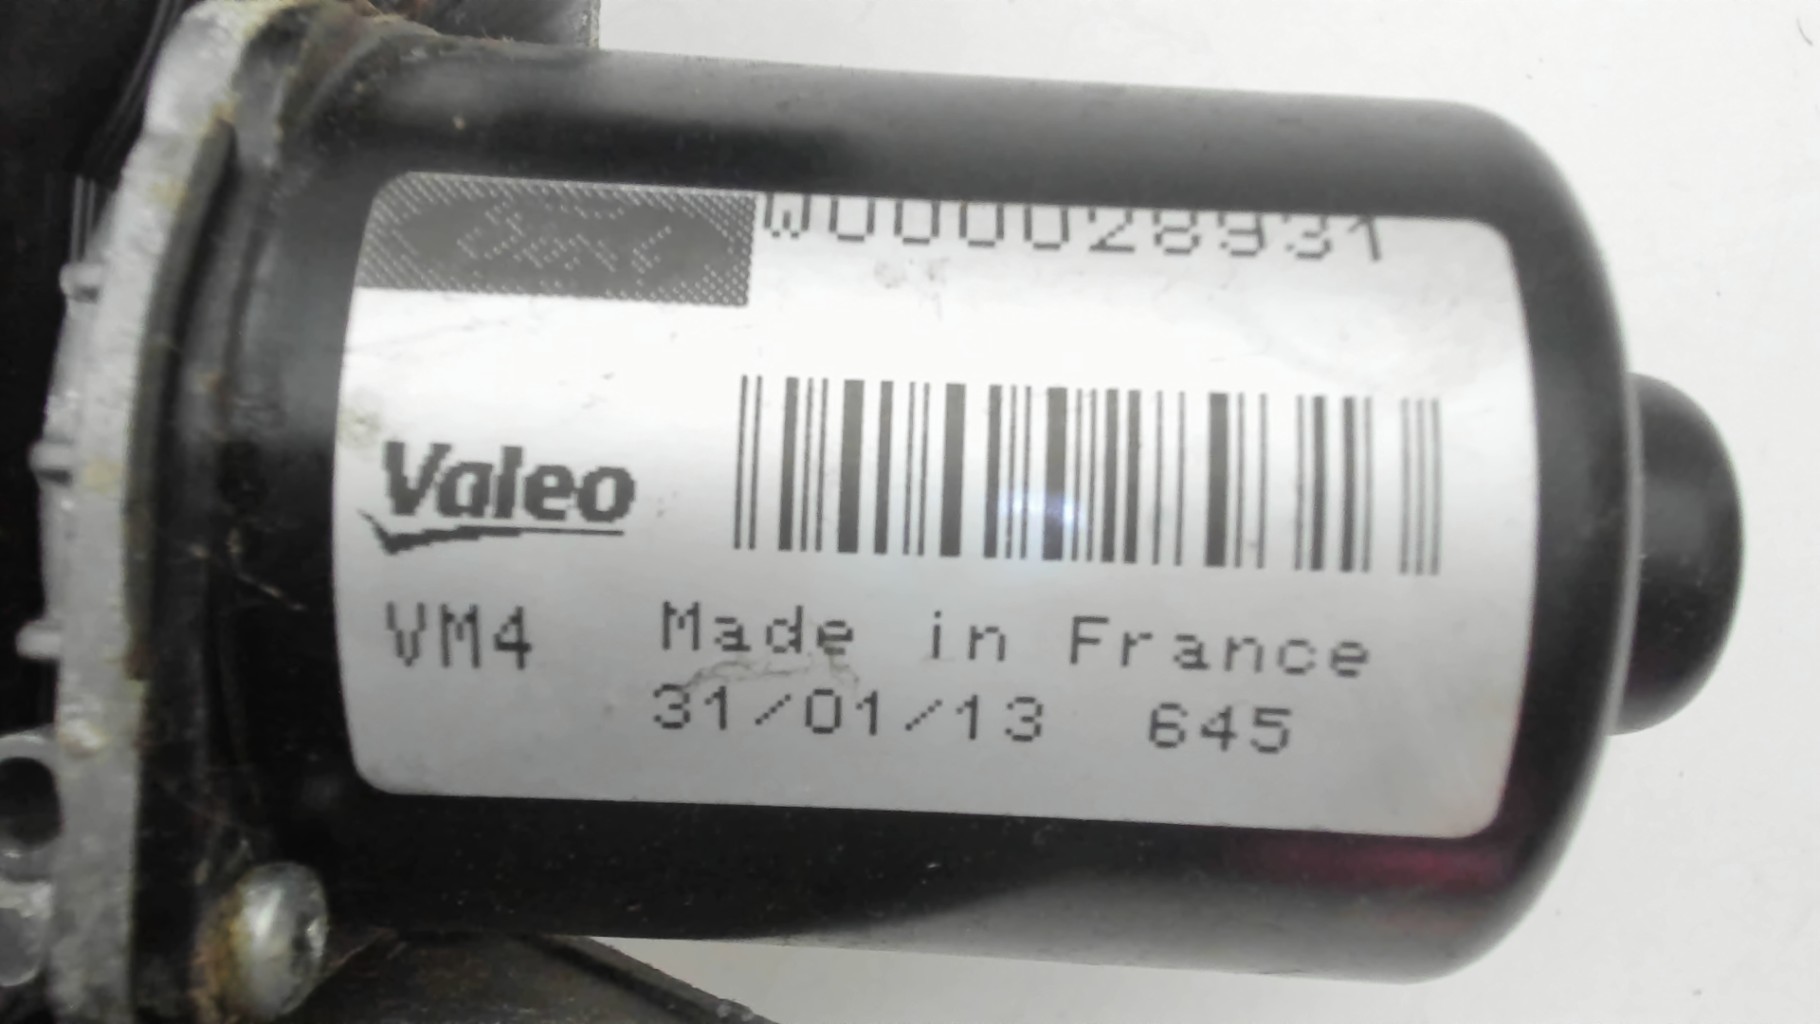 W000028931
Valeo
VM4 Made in France
31/01/13 645